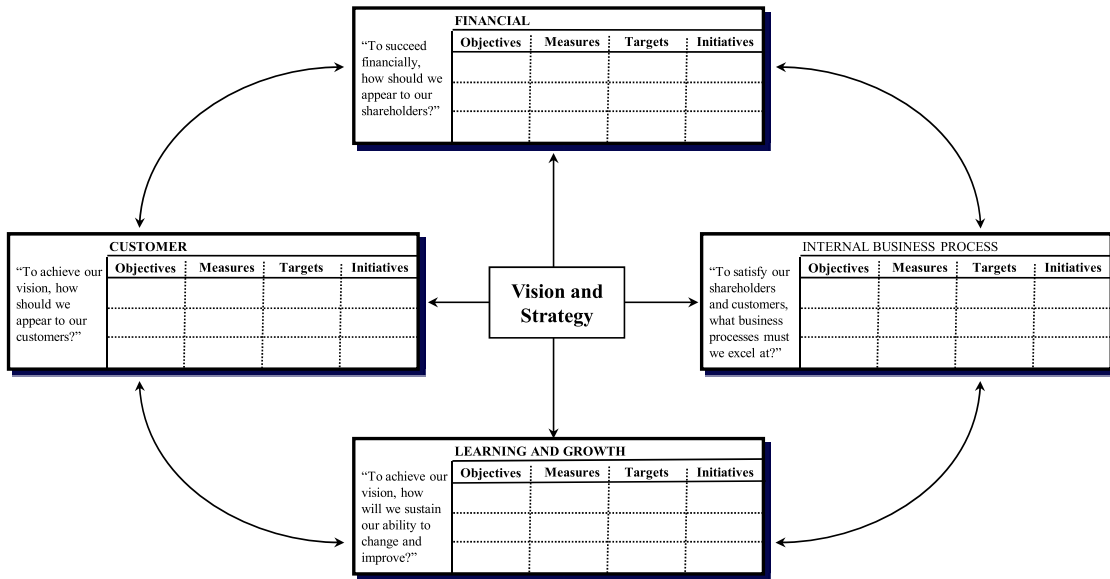 FINANCIAL
“To succeed
financially,
how should we
appear to our
shareholders?”
Objectives Measures Targets Initiatives
CUSTOMER
“To achieve our
vision, how
should we
appear to our
customers?”
Objectives Measures Targets Initiatives
Vision and
Strategy
INTERNAL BUSINESS PROCESS
“To satisfy our
shareholders
and customers,
what business
processes must
we excel at?”
Objectives Measures Targets Initiatives
LEARNING AND GROWTH
“To achieve our
vision, how
will we sustain
our ability to
change and
improve?”
Objectives Measures Targets Initiatives